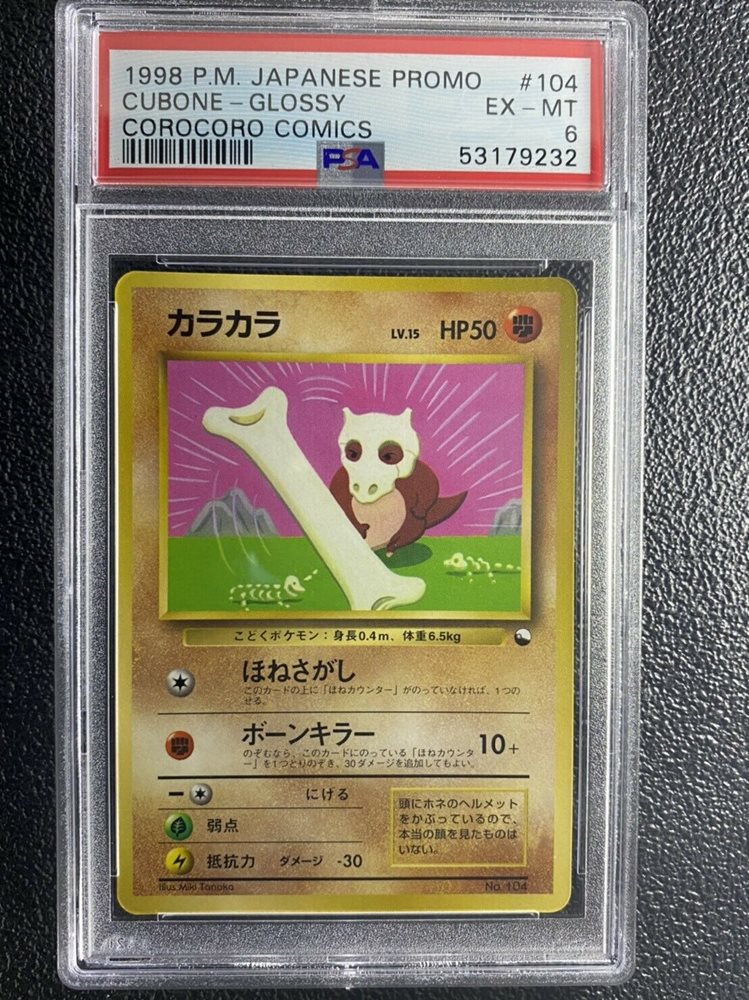 1998 P.M. JAPANESE PROMO #104
CUBONE - GLOSSY EX - MT
COROCORO COMICS 6
PSA 53179232
カラカラ LV.15 HP50
こどくポケモン：身長0.4m、体重6.5kg
ほねさがし
このカードの上に「ほねカウンター」がのっていなければ、1つの
せる。
ボーンキラー 10+
のぞむなら、このカードにのっている「ほねカウンタ
ー」を1つとりのぞき、30ダメージを追加してもよい。
にげる
弱点
抵抗力 ダメージ -30
頭にホネのヘルメット
をかぶっているので、
本当の顔を見たものは
いない。
Illus.Miki Tanaka No. 104